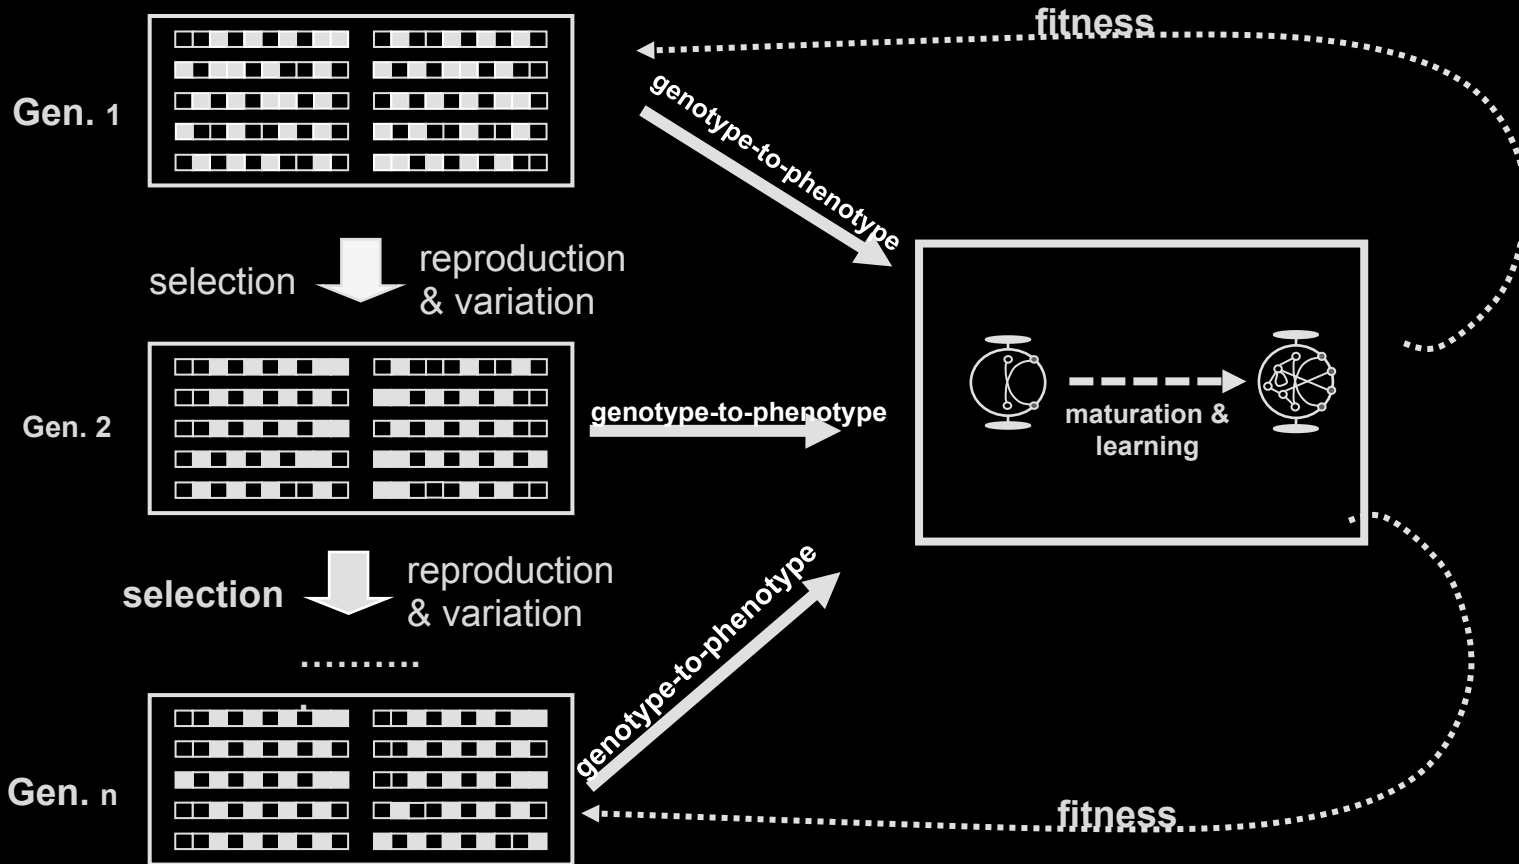 fitness
genotype-to-phenotype
Gen. 1
selection
reproduction
& variation
Gen. 2
genotype-to-phenotype
maturation &
learning
selection
reproduction
& variation
..........
genotype-to-phenotype
Gen. n
fitness